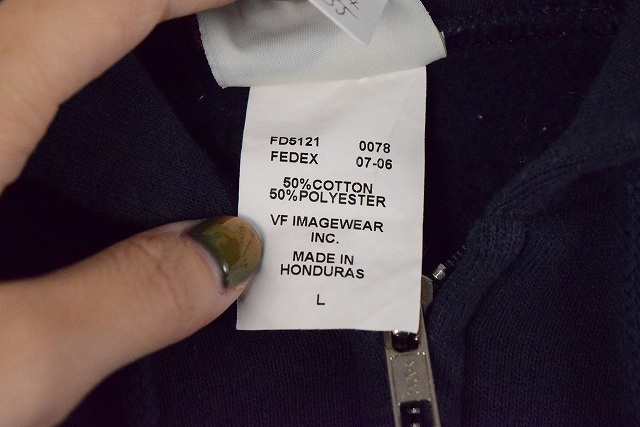 FD5121 0078
FEDEX 07-06
50%COTTON
50%POLYESTER
VF IMAGEWEAR
INC.
MADE IN
HONDURAS
L